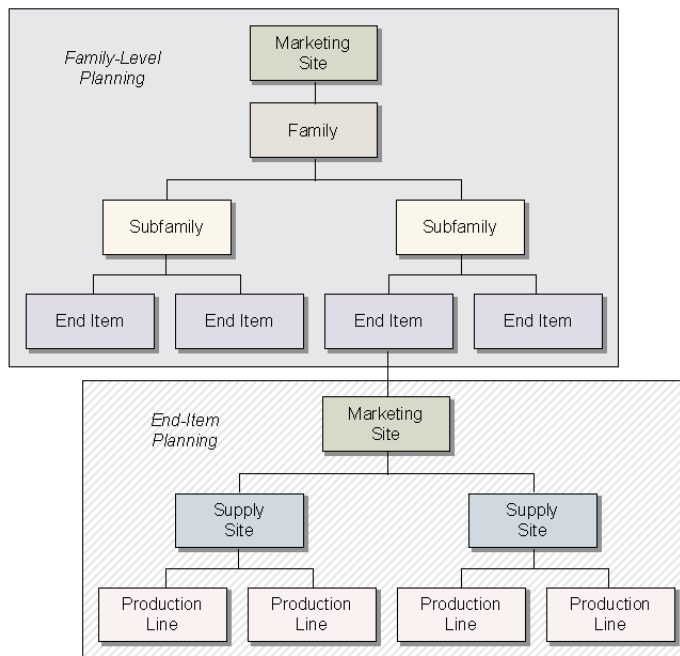 Family-Level
Planning
Marketing
Site
Family
Subfamily
Subfamily
End Item
End Item
End Item
End Item
End-Item
Planning
Marketing
Site
Supply
Site
Supply
Site
Production
Line
Production
Line
Production
Line
Production
Line